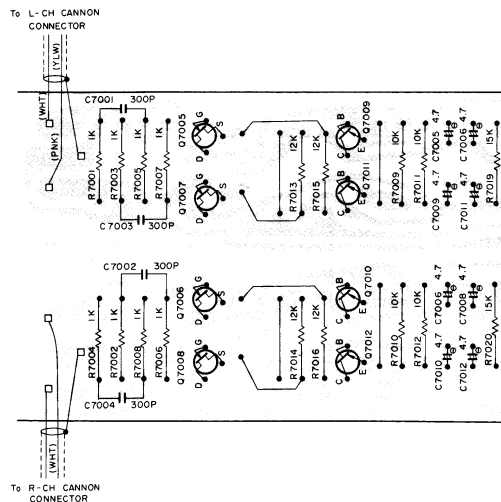 To L-CH CANNON
CONNECTOR
(YLW)
(WHT)
(PNK)
C7001 300P
1K 1K 1K 1K
R7001 R7003 R7005 R7007
C7003 300P
Q7005
G S D
Q7007
G S D
12K 12K
R7013 R7015
Q7009
B E C
Q7011
B E C
10K 10K
R7009 R7011
C7005 4.7
C7006 4.7
C7009 4.7
C7011 4.7
15K
R7019
C7002 300P
1K 1K 1K 1K
R7004 R7002 R7008 R7006
C7004 300P
Q7006
G S D
Q7008
G S D
12K 12K
R7014 R7016
Q7010
B E C
Q7012
B E C
10K 10K
R7010 R7012
C7006 4.7
C7008 4.7
C7010 4.7
C7012 4.7
15K
R7020
(WHT)
To R-CH CANNON
CONNECTOR